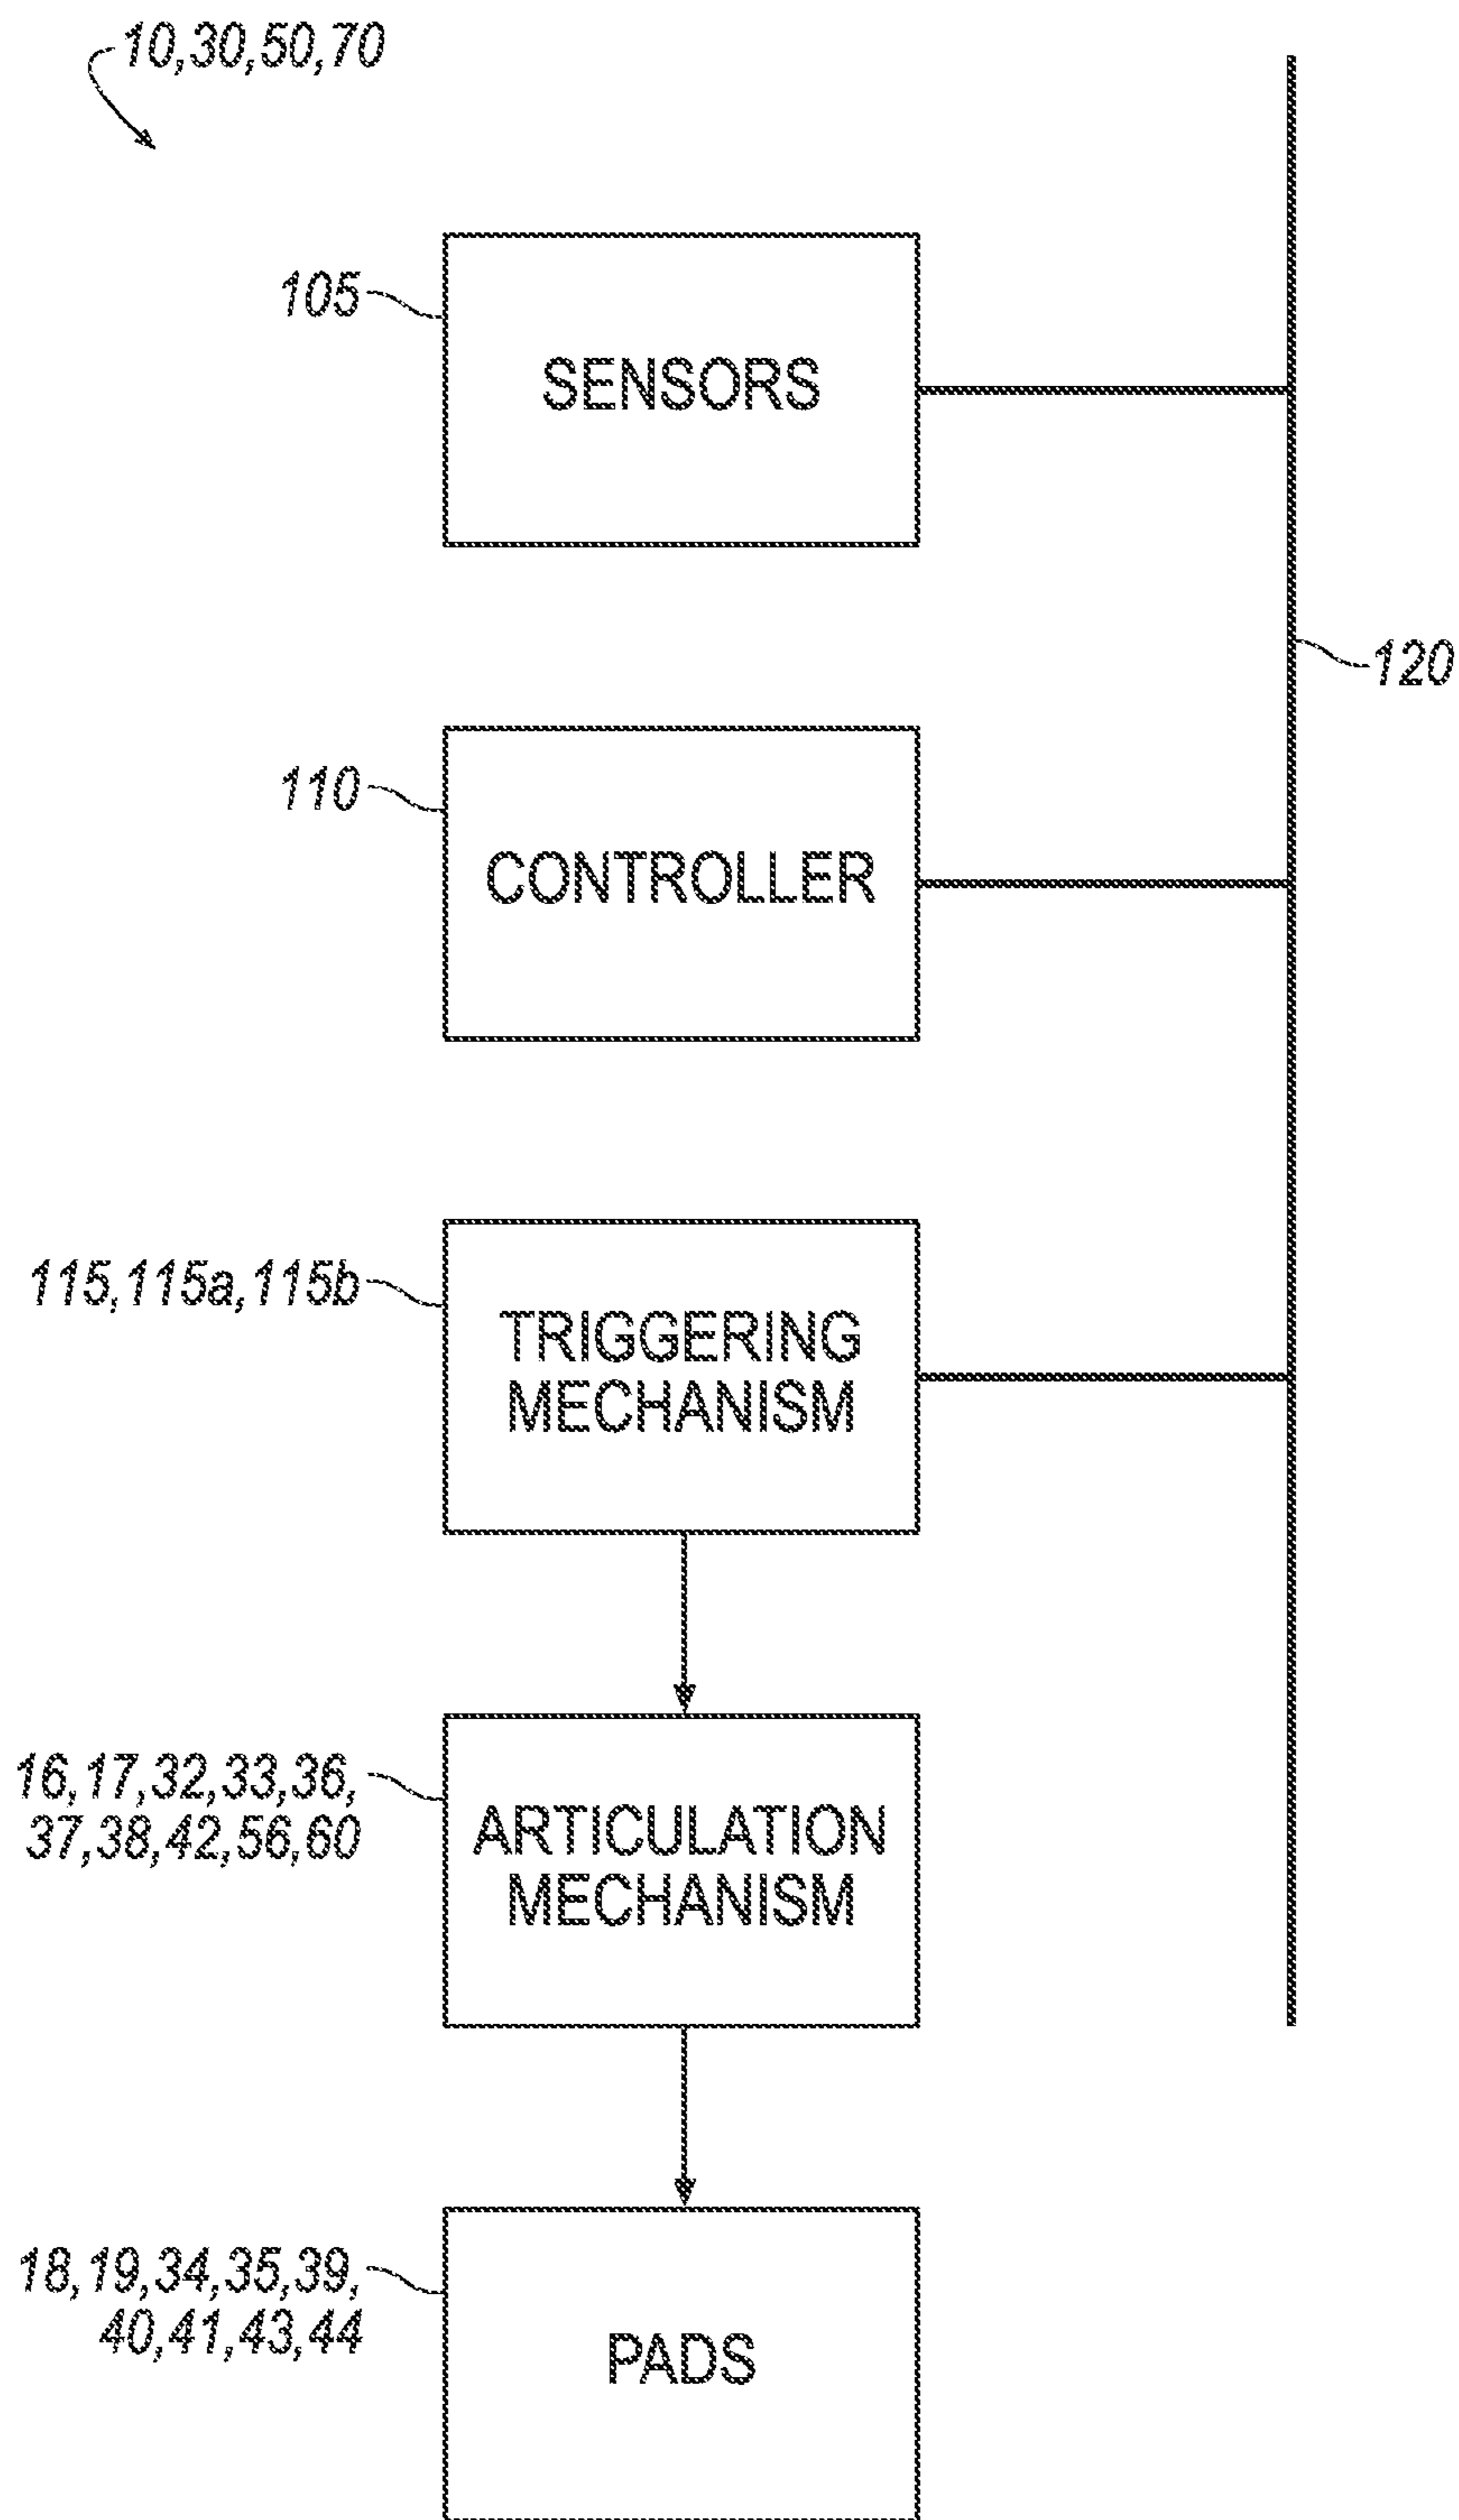 10,30,50,70
105
SENSORS
120
110
CONTROLLER
115,115a,115b
TRIGGERING
MECHANISM
16,17,32,33,36,
37,38,42,56,60
ARTICULATION
MECHANISM
18,19,34,35,39,
40,41,43,44
PADS